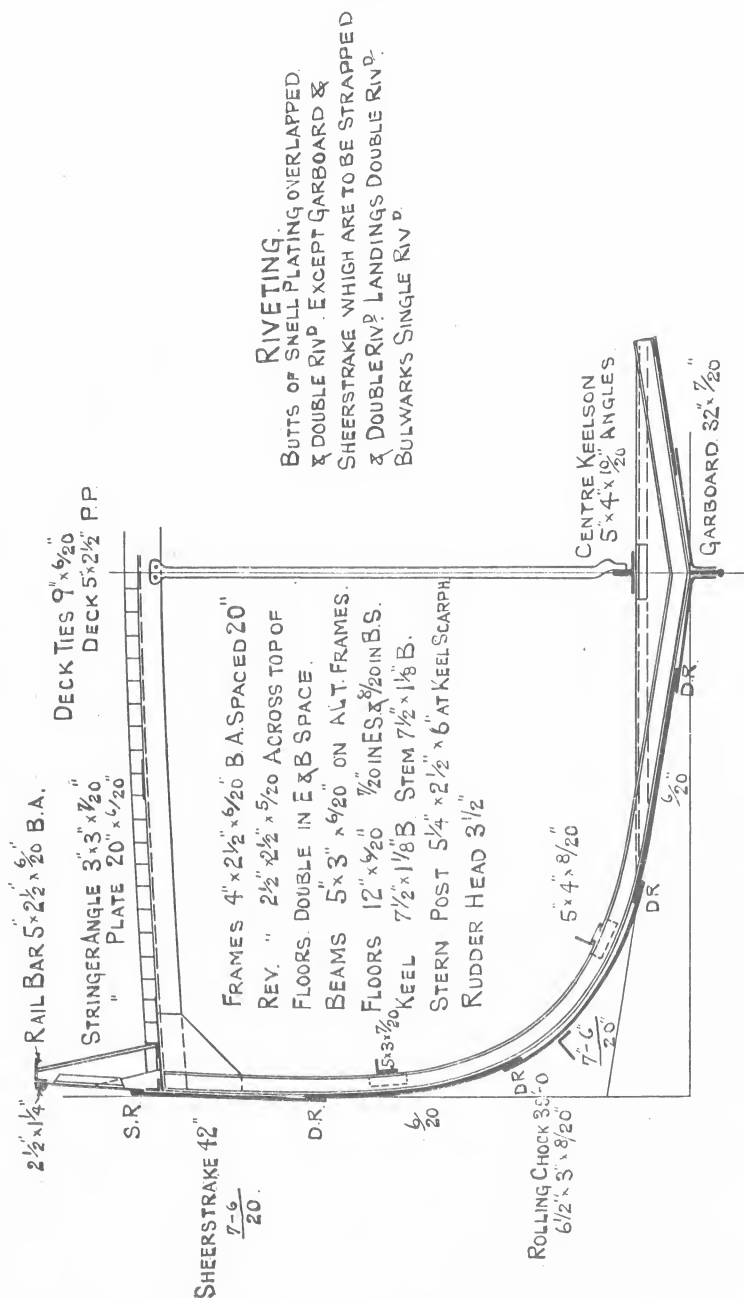 RIVETING.
BUTTS OF SHELL PLATING OVERLAPPED.
& DOUBLE RIVD. EXCEPT GARBOARD &
SHEERSTRAKE WHIGH ARE TO BE STRAPPED
& DOUBLE RIVD. LANDINGS DOUBLE RIVD.
BULWARKS SINGLE RIVD.
DECK TIES 9" x 6/20"
DECK 5" x 2½" P.P.
RAIL BAR 5" x 2½" x 6/20 B.A.
2½" x 1¼"
STRINGER ANGLE 3" x 3" x 7/20"
" PLATE 20" x 6/20"
FRAMES 4" x 2½" x 6/20" B.A. SPACED 20"
REV. " 2½" x 2½" x 5/20 ACROSS TOP OF
FLOORS. DOUBLE IN E & B SPACE.
BEAMS 5" x 3" x 6/20" ON ALT. FRAMES.
FLOORS 12" x 6/20" 7/20 IN E.S. & 8/20 IN B.S.
KEEL 7½" x 1⅛" B. STEM 7½" x 1⅛" B.
STERN POST 5¼" x 2½" x 6" AT KEEL SCARPH
RUDDER HEAD 3½"
S.R.
SHEERSTRAKE 42"
7-6/20
D.R.
5 x 3 x 7/20
6/20
D.R
7-6"/20
ROLLING CHOCK
6½" x 3" x 8/20"
5" x 4" x 8/20"
DR
6/20"
D.R.
CENTRE KEELSON
5" x 4" x 10/20" ANGLES
GARBOARD. 32" x 7/20"